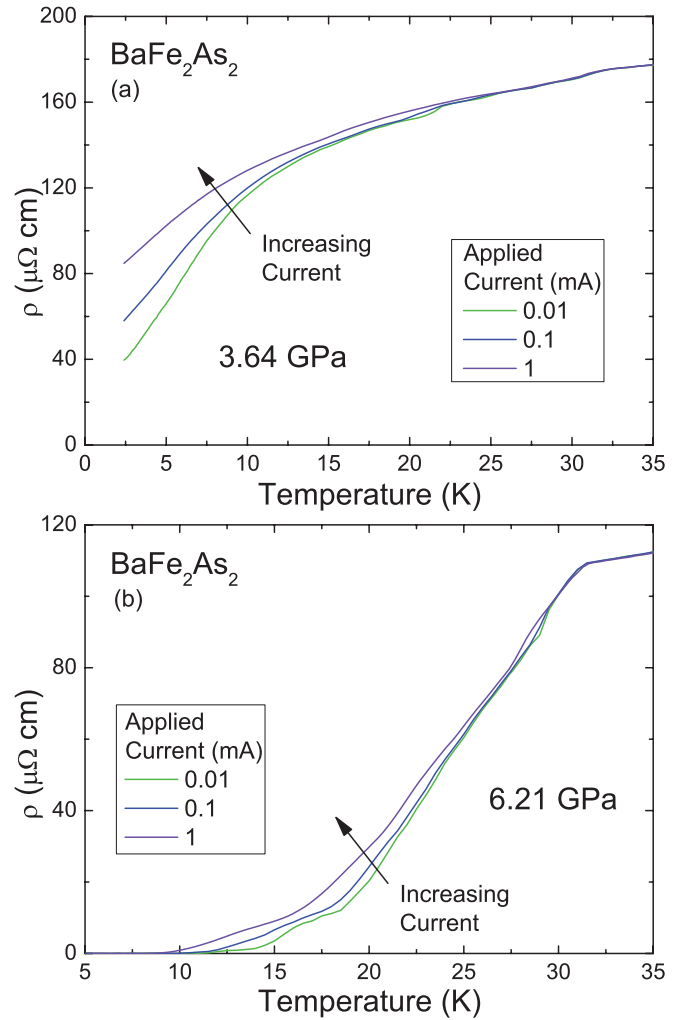 200
160
120
80
40
0
ρ (μΩ cm)
BaFe₂As₂
(a)
Increasing
Current
3.64 GPa
Applied
Current (mA)
0.01
0.1
1
0 5 10 15 20 25 30 35
Temperature (K)
120
80
40
0
ρ (μΩ cm)
BaFe₂As₂
(b)
Applied
Current (mA)
0.01
0.1
1
6.21 GPa
Increasing
Current
5 10 15 20 25 30 35
Temperature (K)